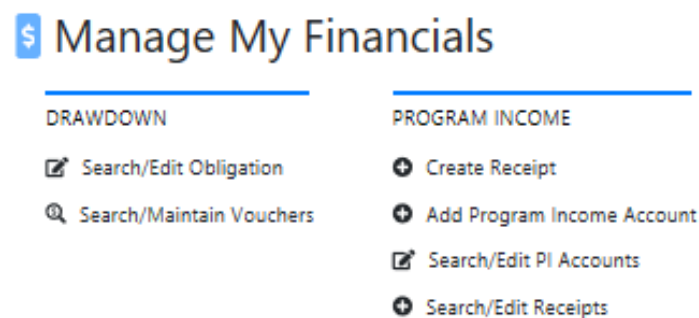 $ Manage My Financials
DRAWDOWN
Search/Edit Obligation
Search/Maintain Vouchers
PROGRAM INCOME
Create Receipt
Add Program Income Account
Search/Edit PI Accounts
Search/Edit Receipts